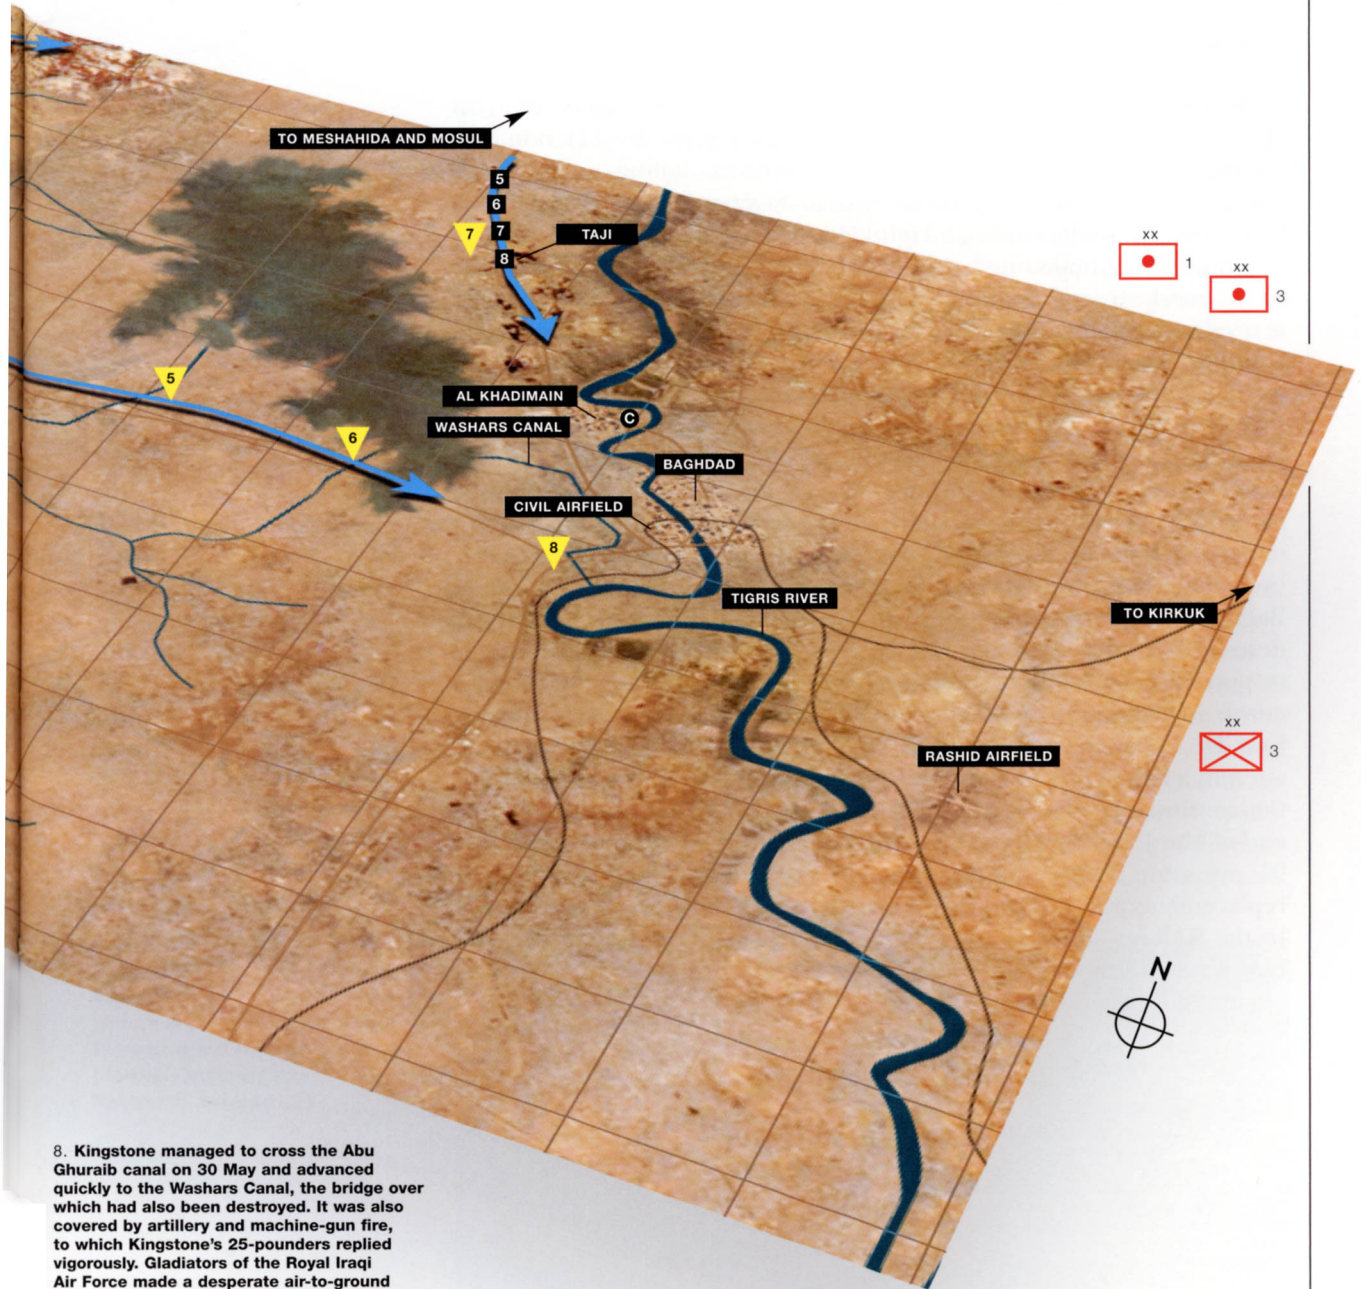 TO MESHAHIDA AND MOSUL
5
6
7
7
8
TAJI
xx
1
xx
3
5
AL KHADIMAIN
C
WASHARS CANAL
6
BAGHDAD
CIVIL AIRFIELD
8
TIGRIS RIVER
TO KIRKUK
xx
3
RASHID AIRFIELD
N
8. Kingstone managed to cross the Abu
Ghuraib canal on 30 May and advanced
quickly to the Washars Canal, the bridge over
which had also been destroyed. It was also
covered by artillery and machine-gun fire,
to which Kingstone's 25-pounders replied
vigorously. Gladiators of the Royal Iraqi
Air Force made a desperate air-to-ground